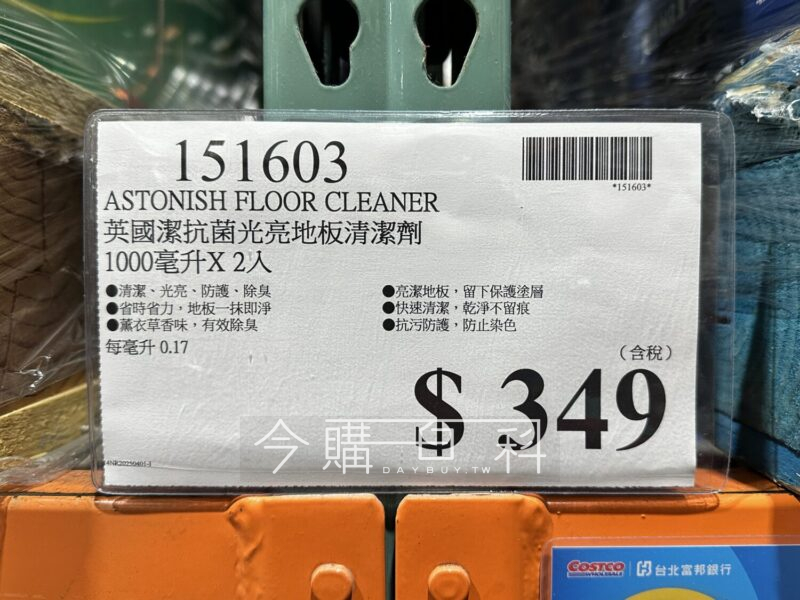 151603
*151603*
ASTONISH FLOOR CLEANER
英國潔抗菌光亮地板清潔劑
1000毫升X 2入
●清潔、光亮、防護、除臭
●省時省力，地板一抹即淨
●薰衣草香味，有效除臭
●亮潔地板，留下保護塗層
●快速清潔，乾淨不留痕
●抗污防護，防止染色
每毫升 0.17
（含稅）
$ 349
今購百科
DAYBUY.TW
COSTCO
WHOLESALE
台北富邦銀行